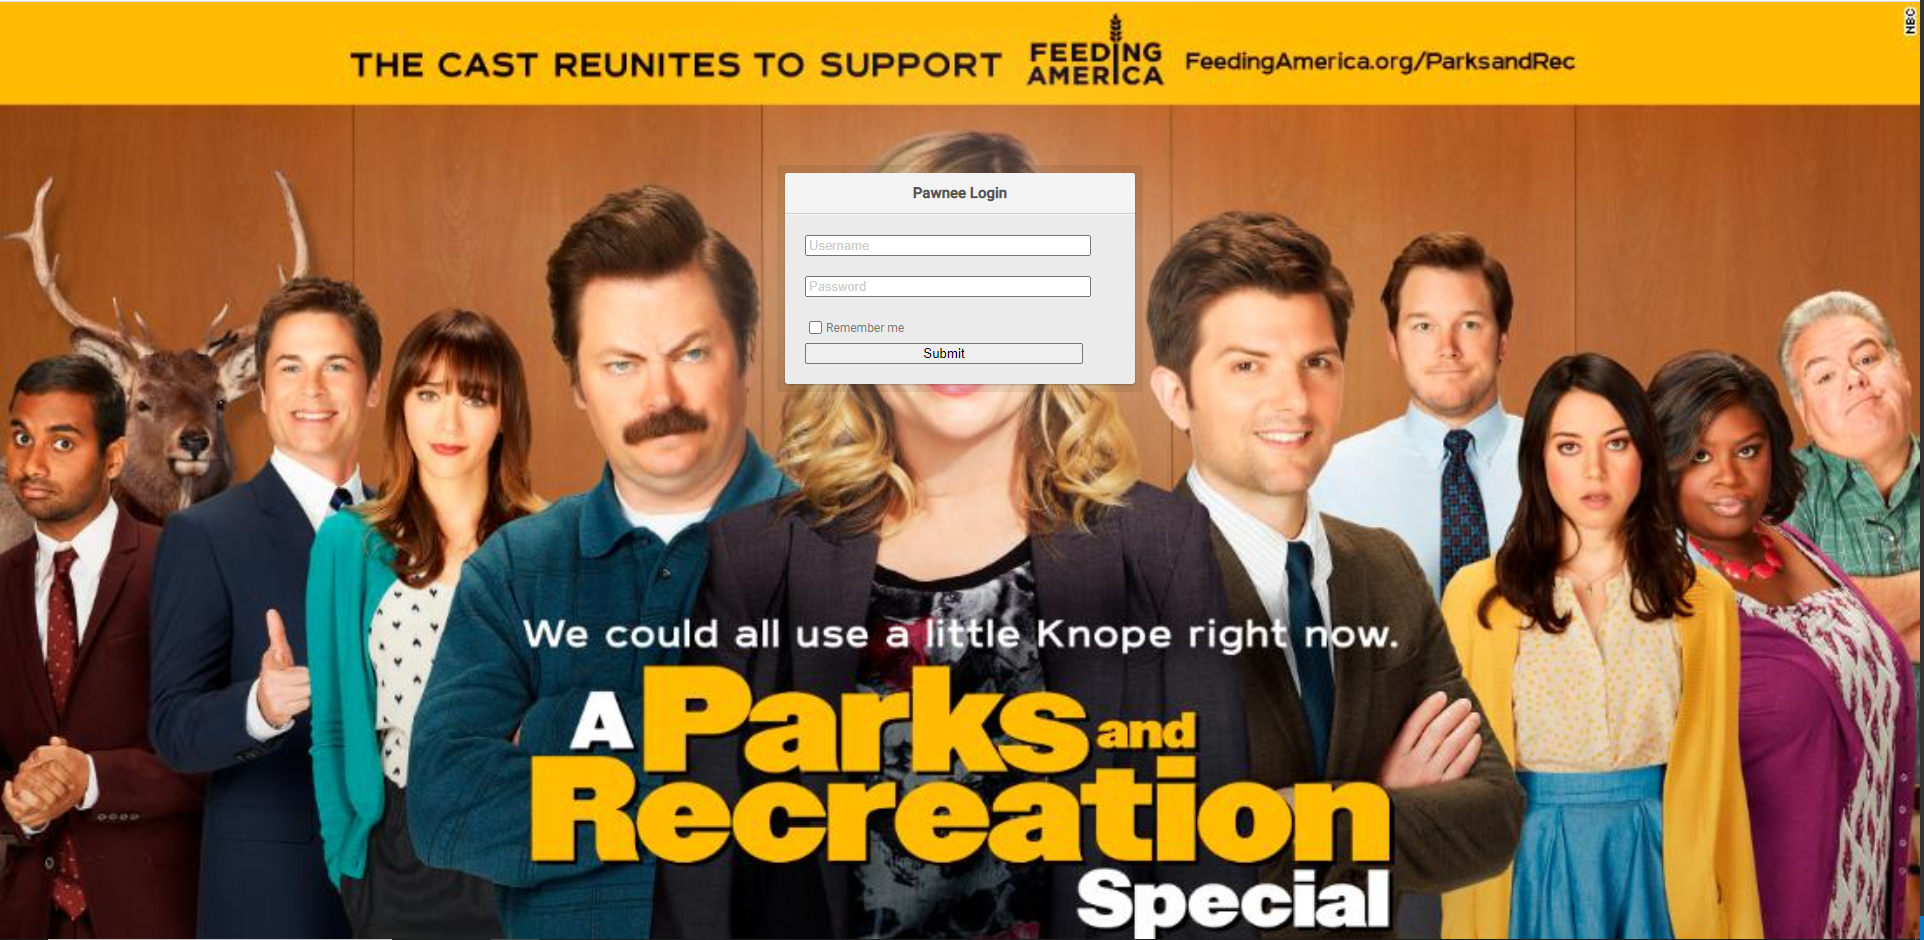 THE CAST REUNITES TO SUPPORT FEEDING AMERICA FeedingAmerica.org/ParksandRec
NBC
Pawnee Login
Username
Password
Remember me
Submit
We could all use a little Knope right now.
A Parks and
Recreation
Special